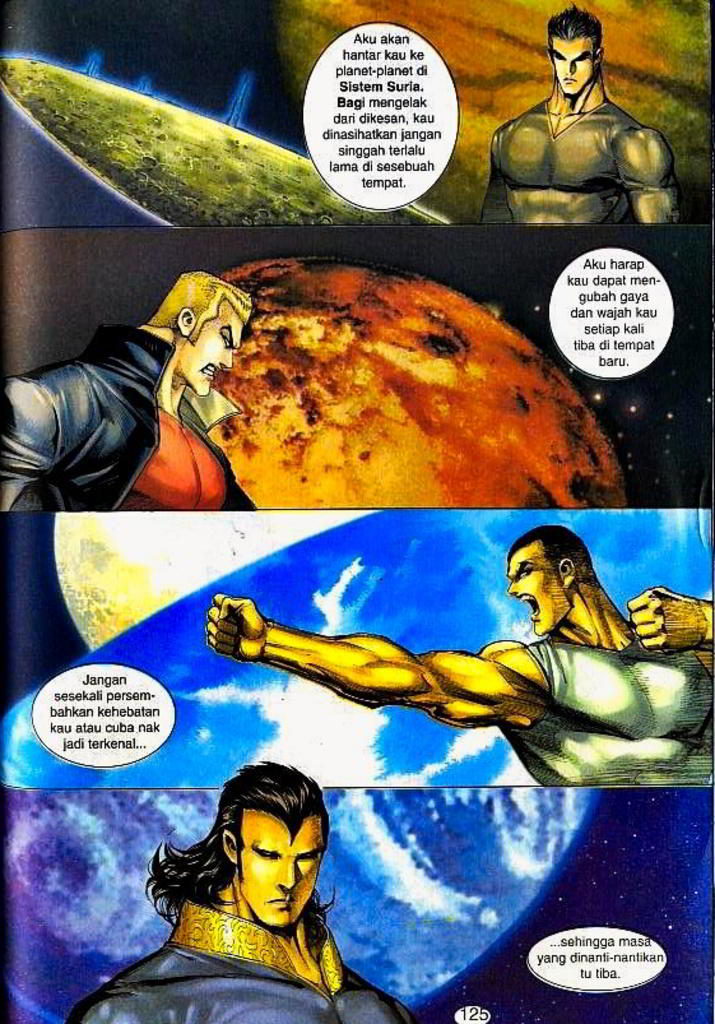 Aku akan
hantar kau ke
planet-planet di
Sistem Suria.
Bagi mengelak
dari dikesan, kau
dinasihatkan jangan
singgah terlalu
lama di sesebuah
tempat.
Aku harap
kau dapat men-
gubah gaya
dan wajah kau
setiap kali
tiba di tempat
baru.
Jangan
sesekali persem-
bahkan kehebatan
kau atau cuba nak
jadi terkenal...
...sehingga masa
yang dinanti-nantikan
tu tiba.
125